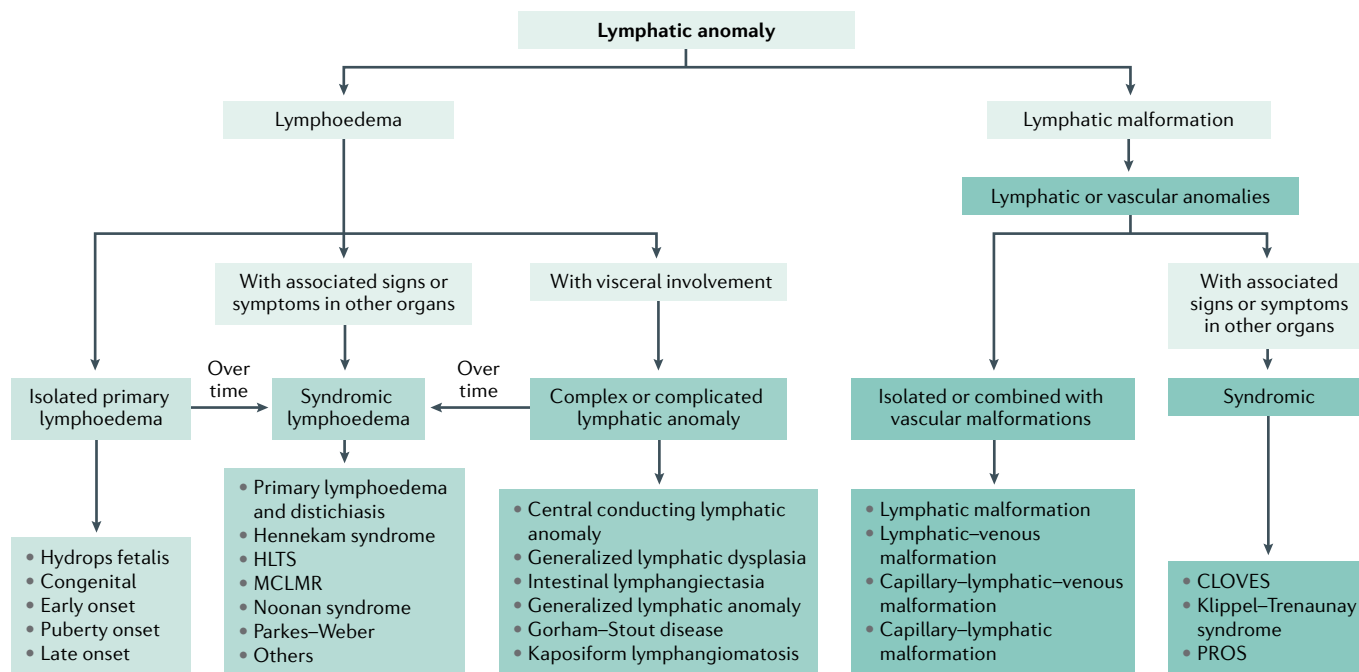 Lymphatic anomaly
Lymphoedema
Lymphatic malformation
Lymphatic or vascular anomalies
With associated signs or
symptoms in other organs
With visceral involvement
With associated
signs or symptoms
in other organs
Isolated primary
lymphoedema
Over
time
Syndromic
lymphoedema
Over
time
Complex or complicated
lymphatic anomaly
Isolated or combined with
vascular malformations
Syndromic
• Hydrops fetalis
• Congenital
• Early onset
• Puberty onset
• Late onset
• Primary lymphoedema
and distichiasis
• Hennekam syndrome
• HLTS
• MCLMR
• Noonan syndrome
• Parkes–Weber
• Others
• Central conducting lymphatic
anomaly
• Generalized lymphatic dysplasia
• Intestinal lymphangiectasia
• Generalized lymphatic anomaly
• Gorham–Stout disease
• Kaposiform lymphangiomatosis
• Lymphatic malformation
• Lymphatic–venous
malformation
• Capillary–lymphatic–venous
malformation
• Capillary–lymphatic
malformation
• CLOVES
• Klippel–Trenaunay
syndrome
• PROS